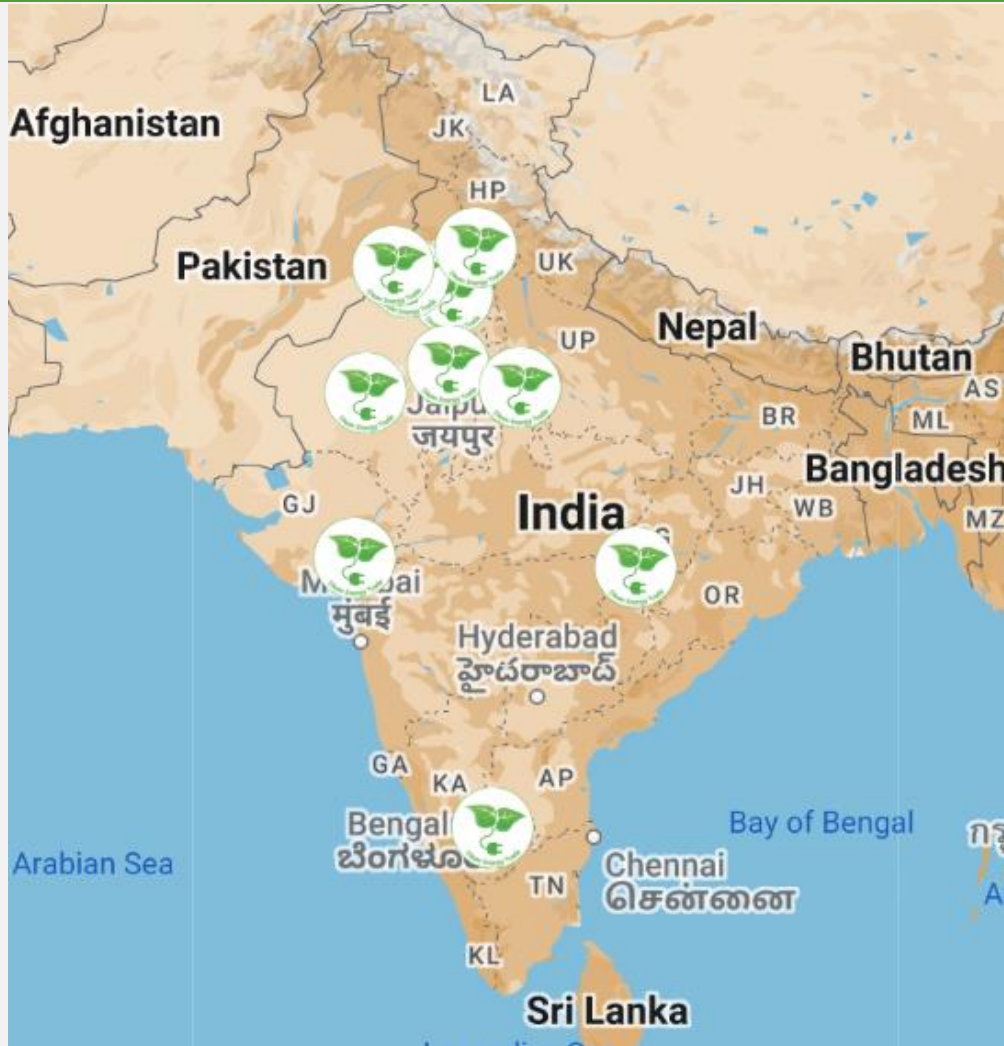 LA
Afghanistan
JK
HP
Pakistan
UK
Nepal
UP
Bhutan
AS
जयपुर
BR
ML
Bangladesh
JH
GJ
India
WB
MZ
OR
मुंबई
Hyderabad
హైదరాబాద్
GA
KA
AP
Bengal
Bay of Bengal
Arabian Sea
Chennai
சென்னை
TN
KL
Sri Lanka